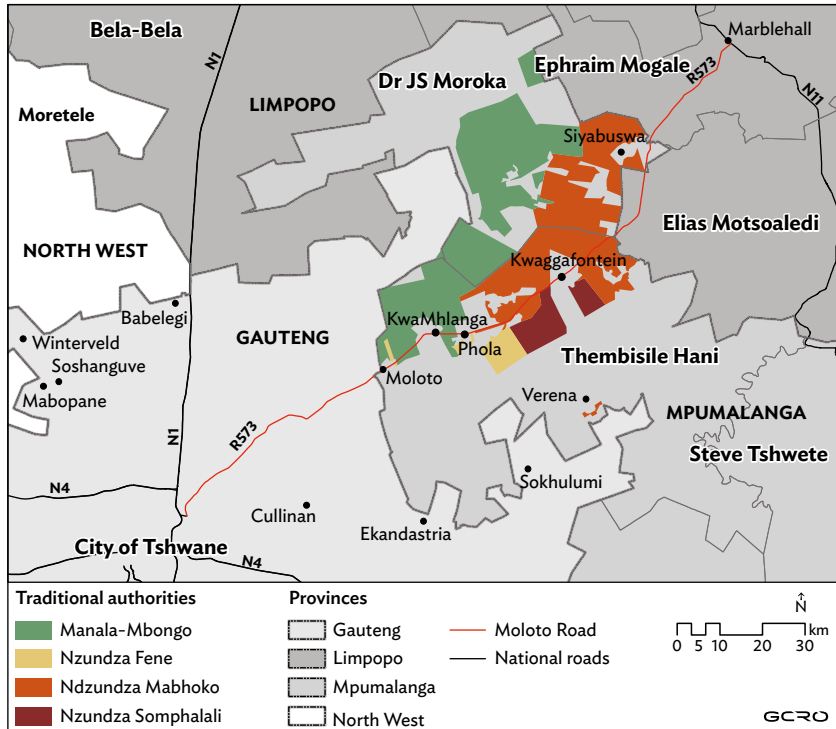 Bela-Bela
N1
Marblehall
Dr JS Moroka
Ephraim Mogale
R573
LIMPOPO
N11
Moretele
Siyabuswa
Elias Motsoaledi
NORTH WEST
Kwaggafontein
Babelegi
GAUTENG
KwaMhlanga
Winterveld
Phola
Thembisile Hani
Soshanguve
Moloto
Mabopane
Verena
MPUMALANGA
N1
R573
Steve Tshwete
Sokhulumi
N4
Cullinan
Ekandastria
City of Tshwane
N4
Traditional authorities
Manala-Mbongo
Nzundza Fene
Ndzundza Mabhoko
Nzundza Somphalali
Provinces
Gauteng
Limpopo
Mpumalanga
North West
Moloto Road
National roads
N
km
0 5 10 20 30
GCRO